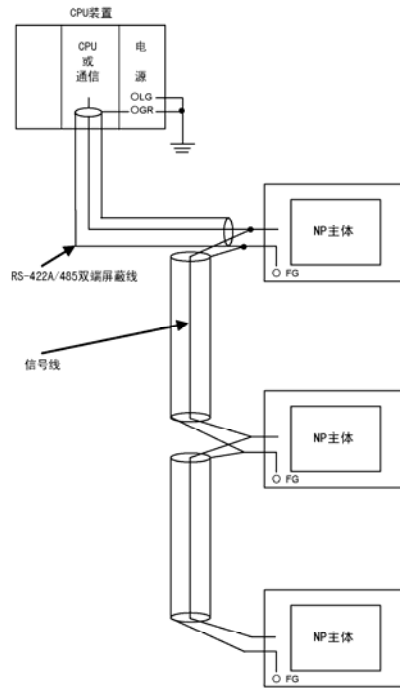 CPU装置
CPU
或
通信
电
源
LG
GR
NP主体
FG
RS-422A/485双端屏蔽线
信号线
NP主体
FG
NP主体
FG